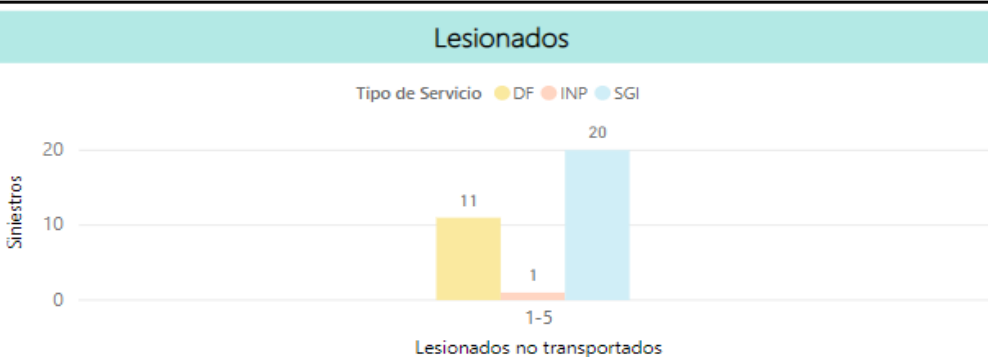 Lesionados
Tipo de Servicio DF INP SGI
20
20
11
10
1
0
1-5
Siniestros
Lesionados no transportados